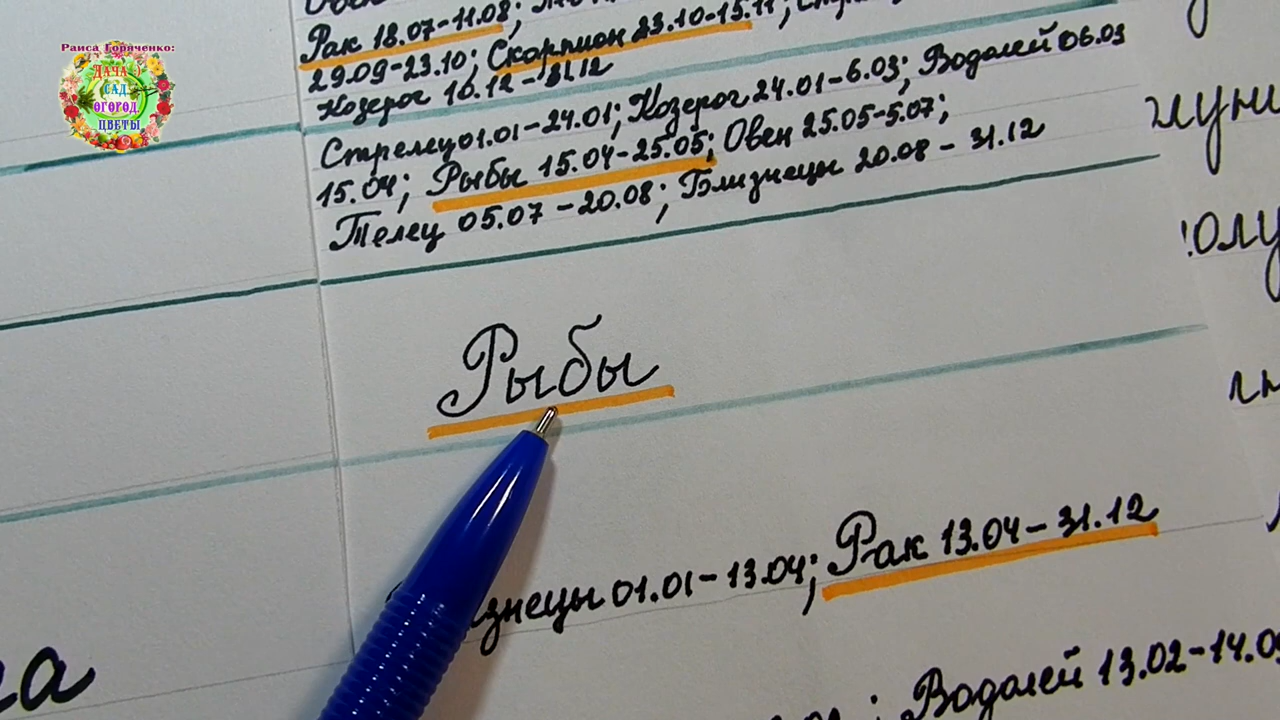 Раиса Горяченко:
ДАЧА
САД
ОГОРОД
ЦВЕТЫ
Овен
Рак 18.07-11.08;
29.09-23.10; Скорпион 23.10-15.11;
Козерог 16.12-31.12
Стрелец 01.01-24.01; Козерог 24.01-6.03; Водолей 06.03
15.04; Рыбы 15.04-25.05; Овен 25.05-5.07;
Телец 05.07-20.08; Близнецы 20.08-31.12
Рыбы
знецы 01.01-13.04; Рак 13.04-31.12
Водолей 13.02-14.03